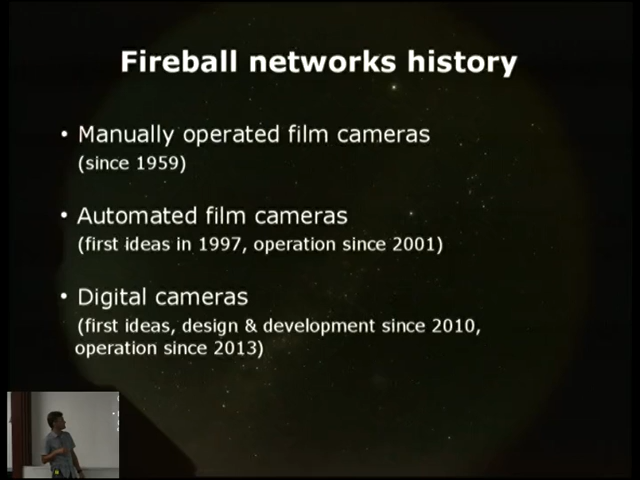 Fireball networks history
• Manually operated film cameras
(since 1959)
• Automated film cameras
(first ideas in 1997, operation since 2001)
• Digital cameras
(first ideas, design & development since 2010,
operation since 2013)